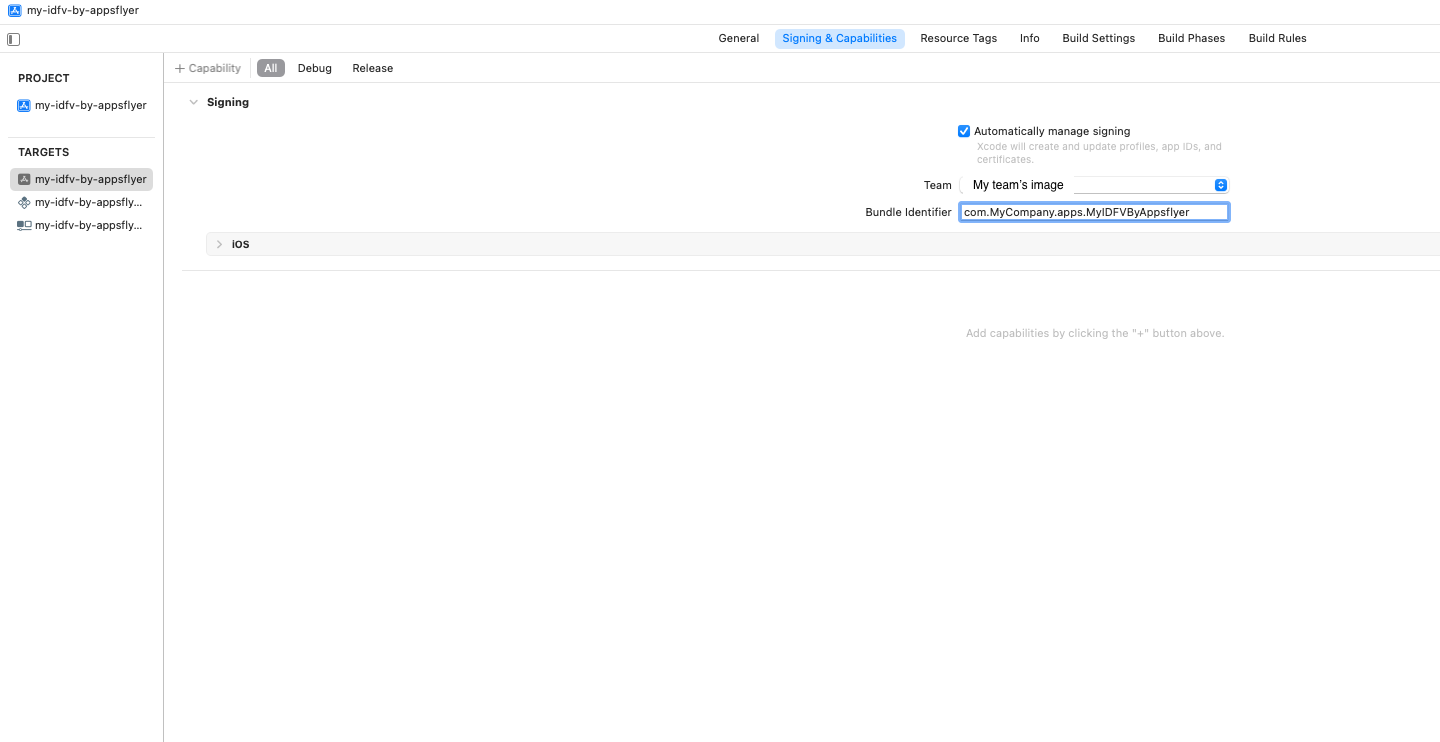 my-idfv-by-appsflyer
General Signing & Capabilities Resource Tags Info Build Settings Build Phases Build Rules
PROJECT
my-idfv-by-appsflyer
TARGETS
my-idfv-by-appsflyer
my-idfv-by-appsfly...
my-idfv-by-appsfly...
+ Capability All Debug Release
Signing
Automatically manage signing
Xcode will create and update profiles, app IDs, and
certificates.
Team My team's image
Bundle Identifier com.MyCompany.apps.MyIDFVByAppsflyer
iOS
Add capabilities by clicking the "+" button above.